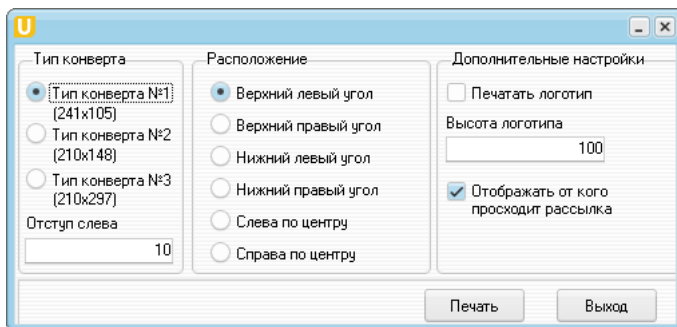 U
Тип конверта
Тип конверта №1
(241x105)
Тип конверта №2
(210x148)
Тип конверта №3
(210x297)
Отступ слева
10
Расположение
Верхний левый угол
Верхний правый угол
Нижний левый угол
Нижний правый угол
Слева по центру
Справа по центру
Дополнительные настройки
Печатать логотип
Высота логотипа
100
Отображать от кого
просходит рассылка
Печать
Выход